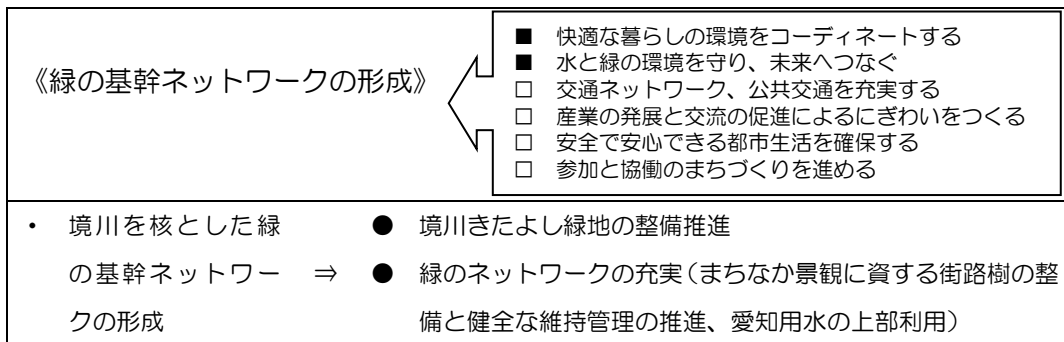 《緑の基幹ネットワークの形成》
■ 快適な暮らしの環境をコーディネートする
■ 水と緑の環境を守り、未来へつなぐ
□ 交通ネットワーク、公共交通を充実する
□ 産業の発展と交流の促進によるにぎわいをつくる
□ 安全で安心できる都市生活を確保する
□ 参加と協働のまちづくりを進める
・ 境川を核とした緑
の基幹ネットワー
クの形成
⇒
● 境川きたよし緑地の整備推進
● 緑のネットワークの充実（まちなか景観に資する街路樹の整
備と健全な維持管理の推進、愛知用水の上部利用）